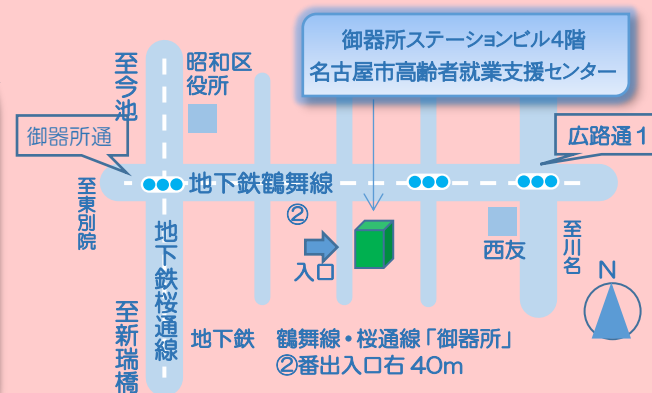 御器所ステーションビル4階
名古屋市高齢者就業支援センター
至今池
昭和区
役所
御器所通
広路通1
至東別院
地下鉄鶴舞線
②
入口
西友
至川名
N
地下鉄桜通線
至新瑞橋
地下鉄 鶴舞線・桜通線「御器所」
②番出入口右 40m